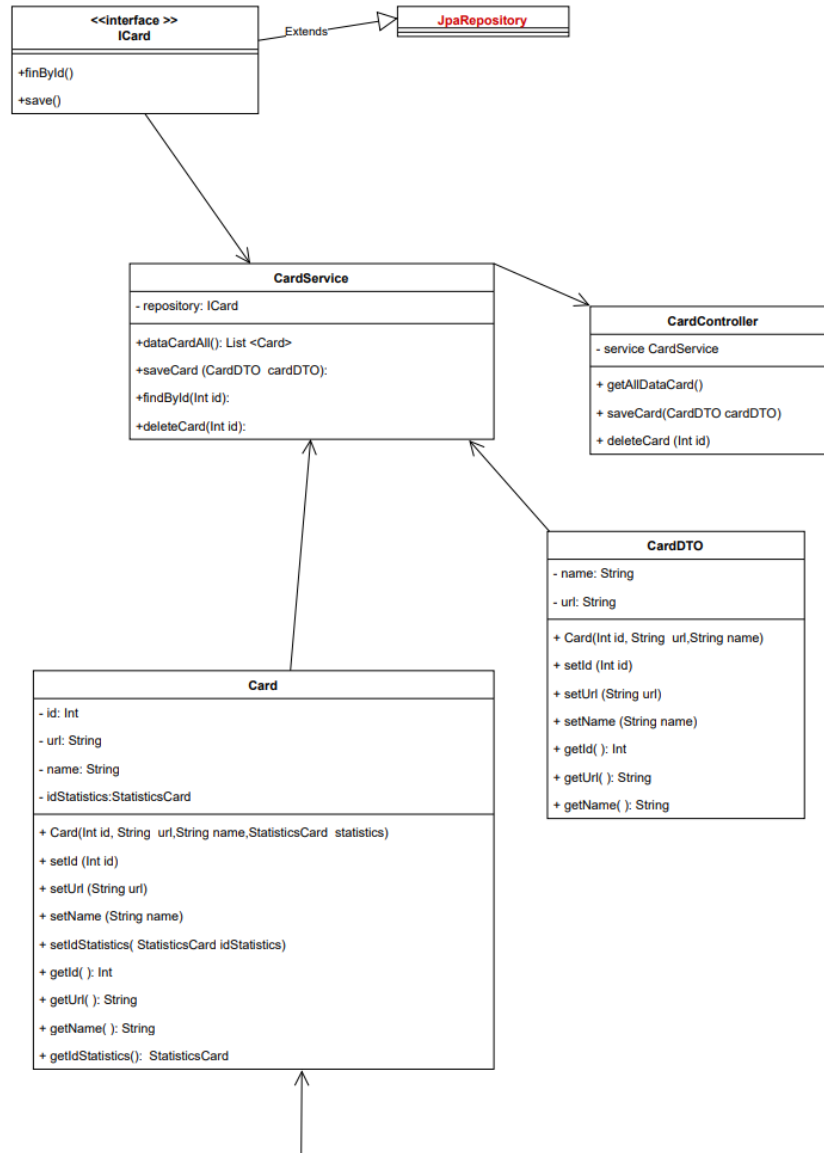 <<interface >>
ICard
+finById()
+save()
Extends
JpaRepository
CardService
- repository: ICard
+dataCardAll(): List <Card>
+saveCard (CardDTO cardDTO):
+findById(Int id):
+deleteCard(Int id):
CardController
- service CardService
+ getAllDataCard()
+ saveCard(CardDTO cardDTO)
+ deleteCard (Int id)
CardDTO
- name: String
- url: String
+ Card(Int id, String url,String name)
+ setId (Int id)
+ setUrl (String url)
+ setName (String name)
+ getId( ): Int
+ getUrl( ): String
+ getName( ): String
Card
- id: Int
- url: String
- name: String
- idStatistics:StatisticsCard
+ Card(Int id, String url,String name,StatisticsCard statistics)
+ setId (Int id)
+ setUrl (String url)
+ setName (String name)
+ setIdStatistics( StatisticsCard idStatistics)
+ getId( ): Int
+ getUrl( ): String
+ getName( ): String
+ getIdStatistics(): StatisticsCard